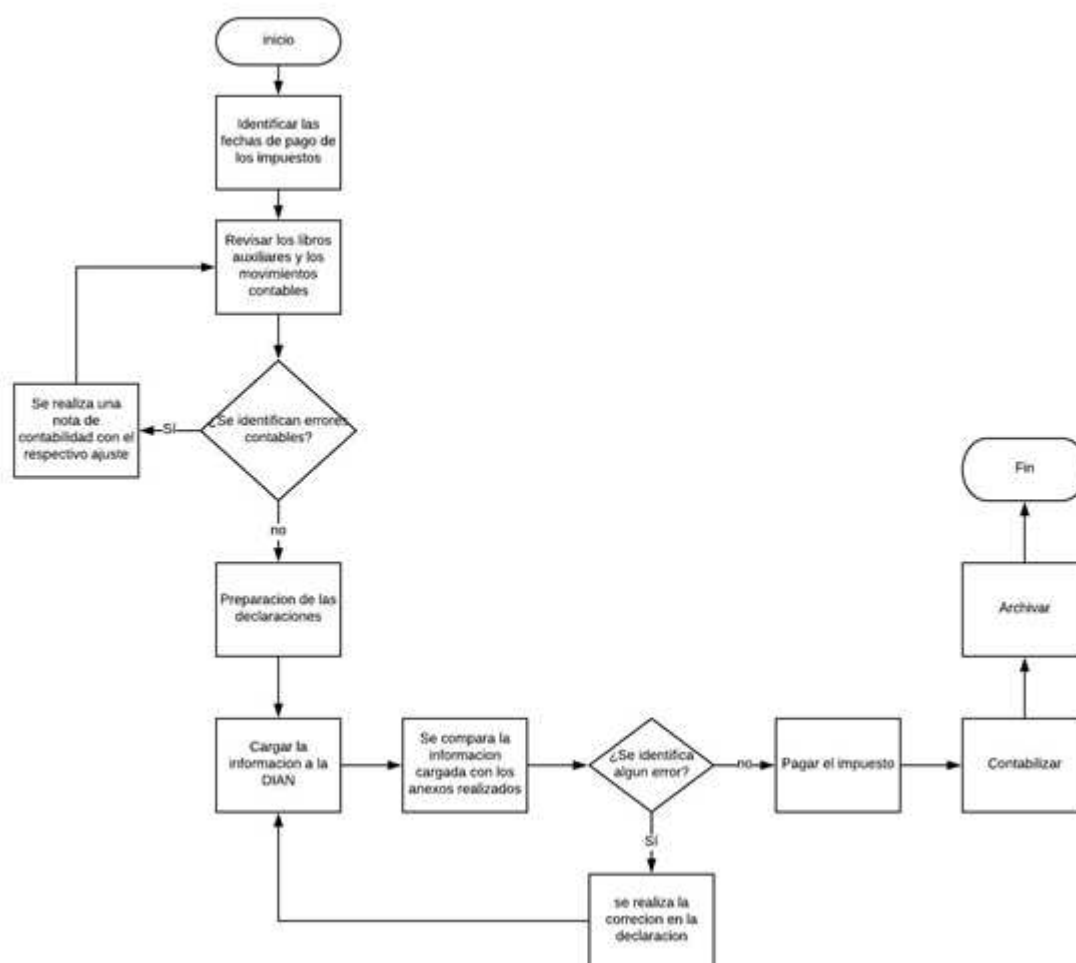 inicio
Identificar las
fechas de pago de
los impuestos
Revisar los libros
auxiliares y los
movimientos
contables
Se realiza una
nota de
contabilidad con el
respectivo ajuste
Sí
¿Se identifican errores
contables?
no
Preparacion de las
declaraciones
Cargar la
informacion a la
DIAN
Se compara la
informacion
cargada con los
anexos realizados
¿Se identifica
algun error?
no
Pagar el impuesto
Contabilizar
Archivar
Fin
Sí
se realiza la
correcion en la
declaracion